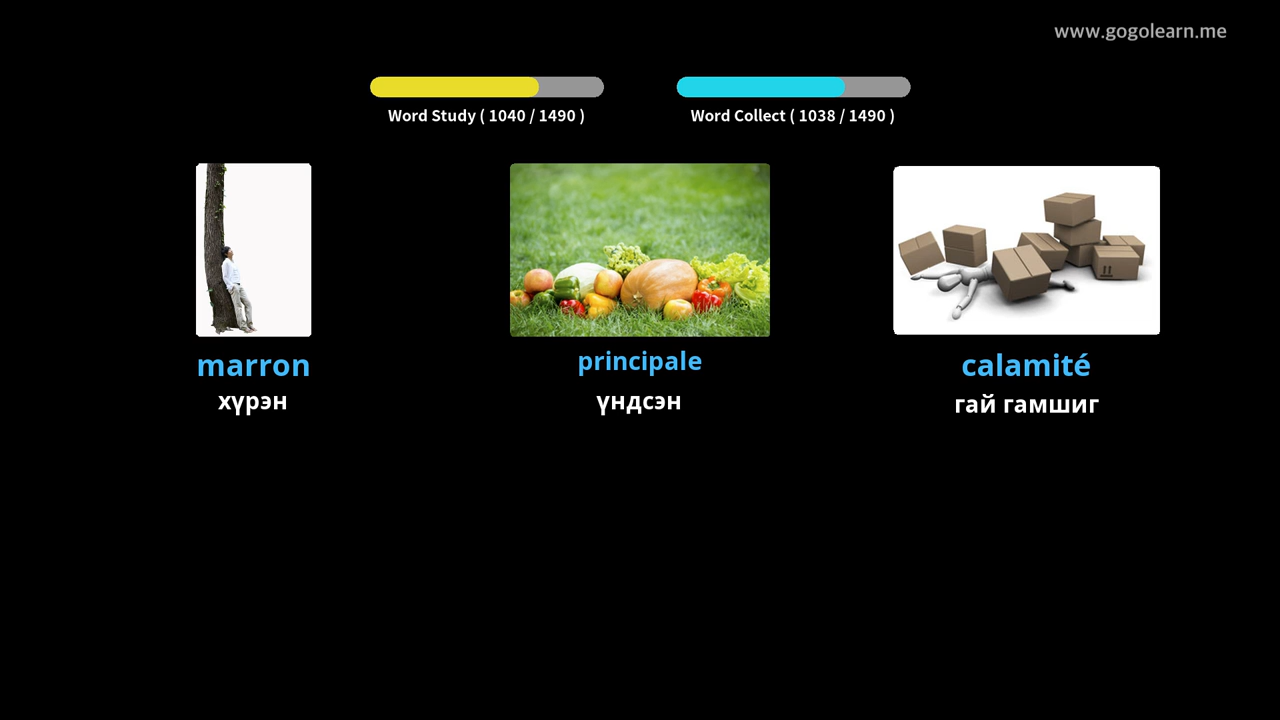 www.gogolearn.me
Word Study ( 1040 / 1490 )
Word Collect ( 1038 / 1490 )
marron
хүрэн
principale
үндсэн
calamité
гай гамшиг